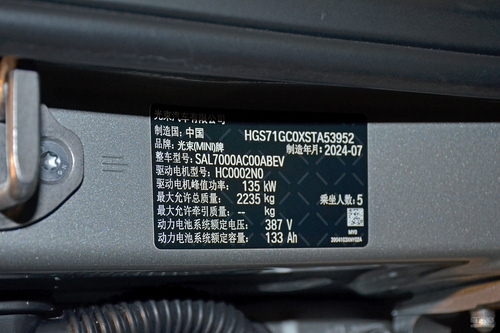 光束汽车有限公司
制造国: 中国 HGS71GC0XSTA53952
品牌: 光束(MINI)牌 制造年月: 2024-07
整车型号: SAL7000AC00ABEV
驱动电机型号: HC0002N0
驱动电机峰值功率: 135 kW
最大允许总质量: 2235 kg 乘坐人数: 5
最大允许牵引质量: -- kg
动力电池系统额定电压: 387 V
动力电池系统额定容量: 133 Ah